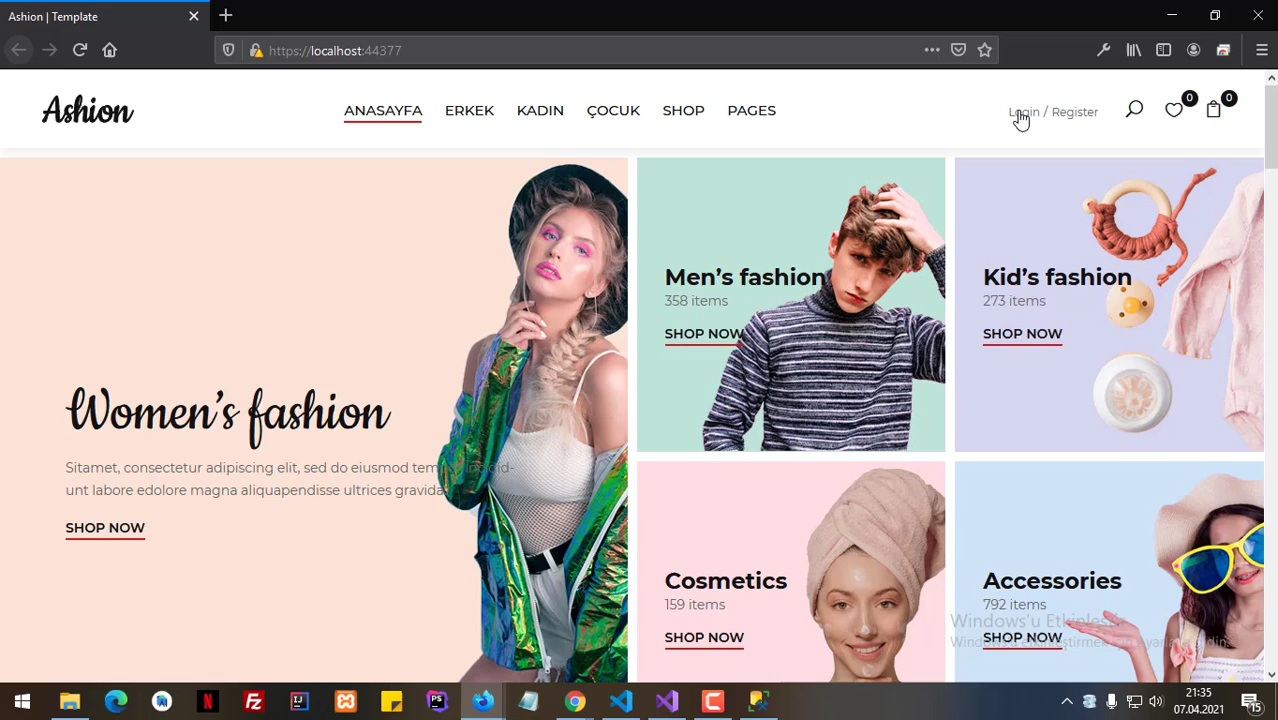 Ashion | Template
https://localhost:44377
Ashion
ANASAYFA ERKEK KADIN ÇOCUK SHOP PAGES
Login / Register
0
0
Women's fashion
Sitamet, consectetur adipiscing elit, sed do eiusmod
unt labore edolore magna aliquapendisse ultrices gravida
SHOP NOW
Men's fashion
358 items
SHOP NOW
Kid's fashion
273 items
SHOP NOW
Cosmetics
159 items
SHOP NOW
Accessories
792 items
SHOP NOW
Windows'u Etkinleştir
21:35
07.04.2021
15